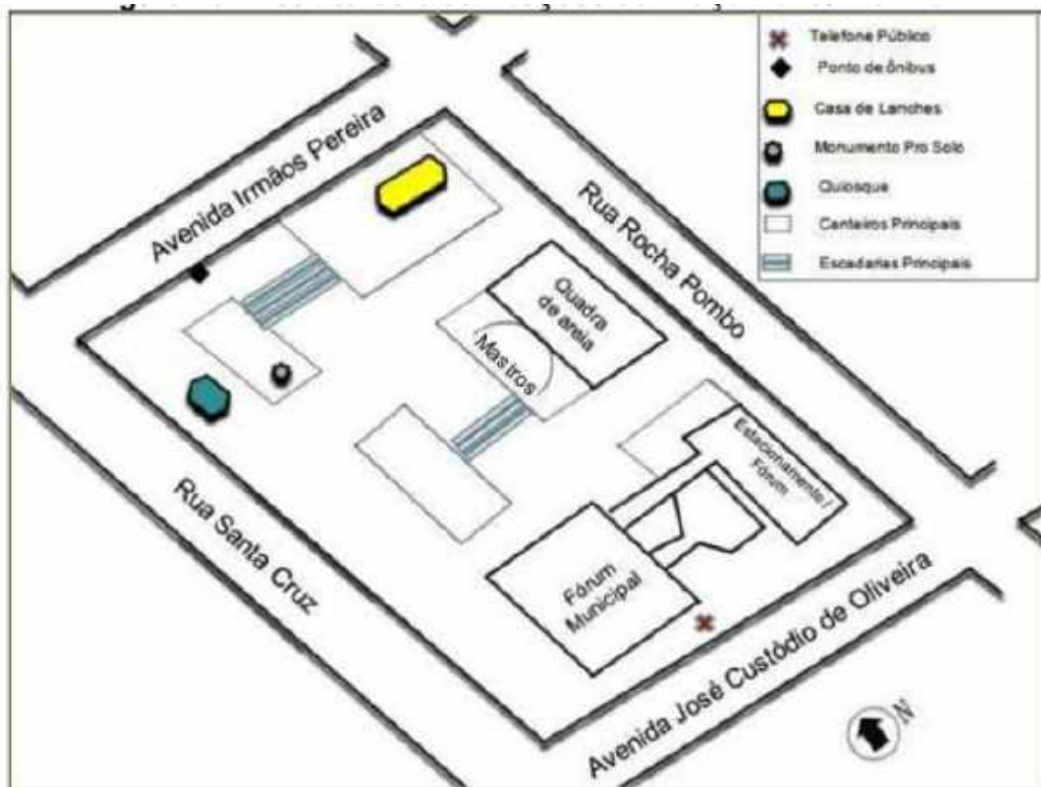 Telefone Público
Ponto de ônibus
Casa de Lanches
Monumento Pro Solo
Quiosque
Canteiros Principais
Escadarias Principais
Avenida Irmãos Pereira
Rua Rocha Pombo
Quadra
de areia
Mastros
Estacionamento /
Fórum
Rua Santa Cruz
Fórum
Municipal
Avenida José Custódio de Oliveira
N